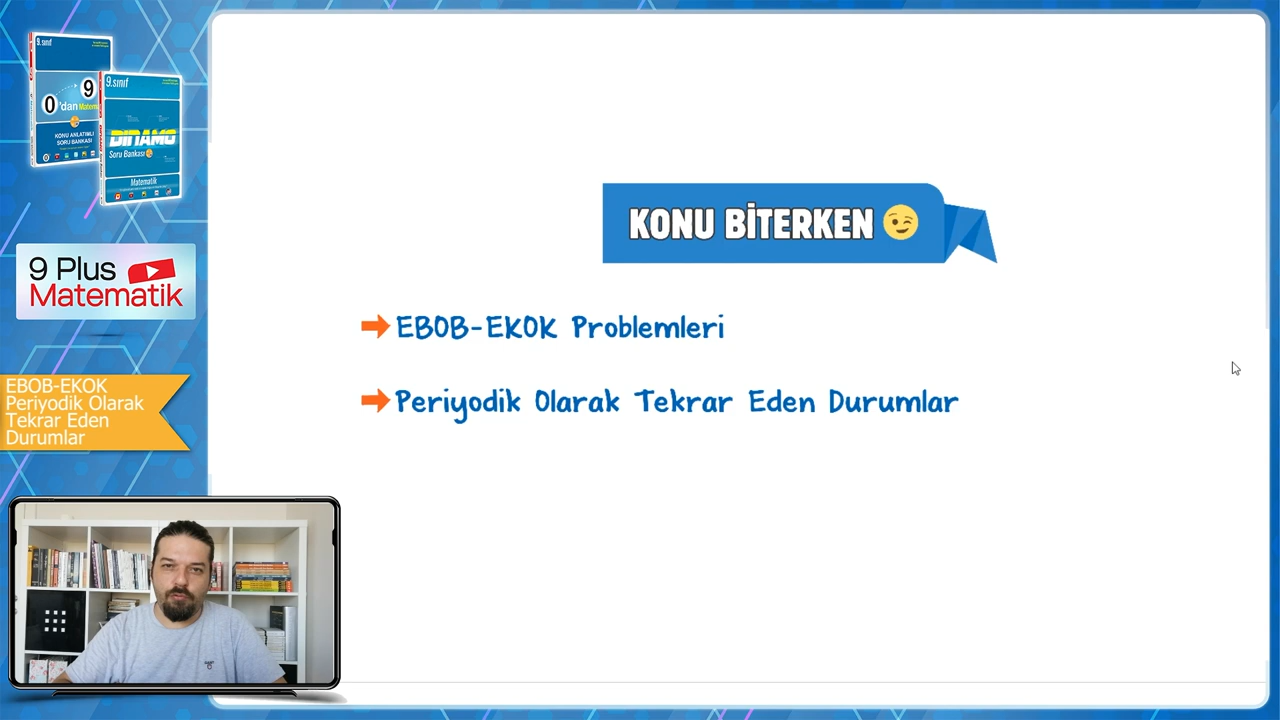 9.sınıf
0 'dan 9 Matem
KONU ANLATIMLI
SORU BANKASI
9.sınıf
DİNAMO
Soru Bankası
Matematik
9 Plus
Matematik
EBOB-EKOK
Periyodik Olarak
Tekrar Eden
Durumlar
KONU BİTERKEN
EBOB-EKOK Problemleri
Periyodik Olarak Tekrar Eden Durumlar